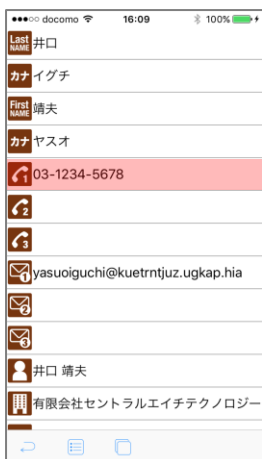 docomo 16:09 100%
Last NAME 井口
カナ イグチ
First NAME 靖夫
カナ ヤスオ
1 03-1234-5678
2
3
1 yasuoiguchi@kuetrntjuz.ugkap.hia
2
3
井口 靖夫
有限会社セントラルエイチテクノロジー